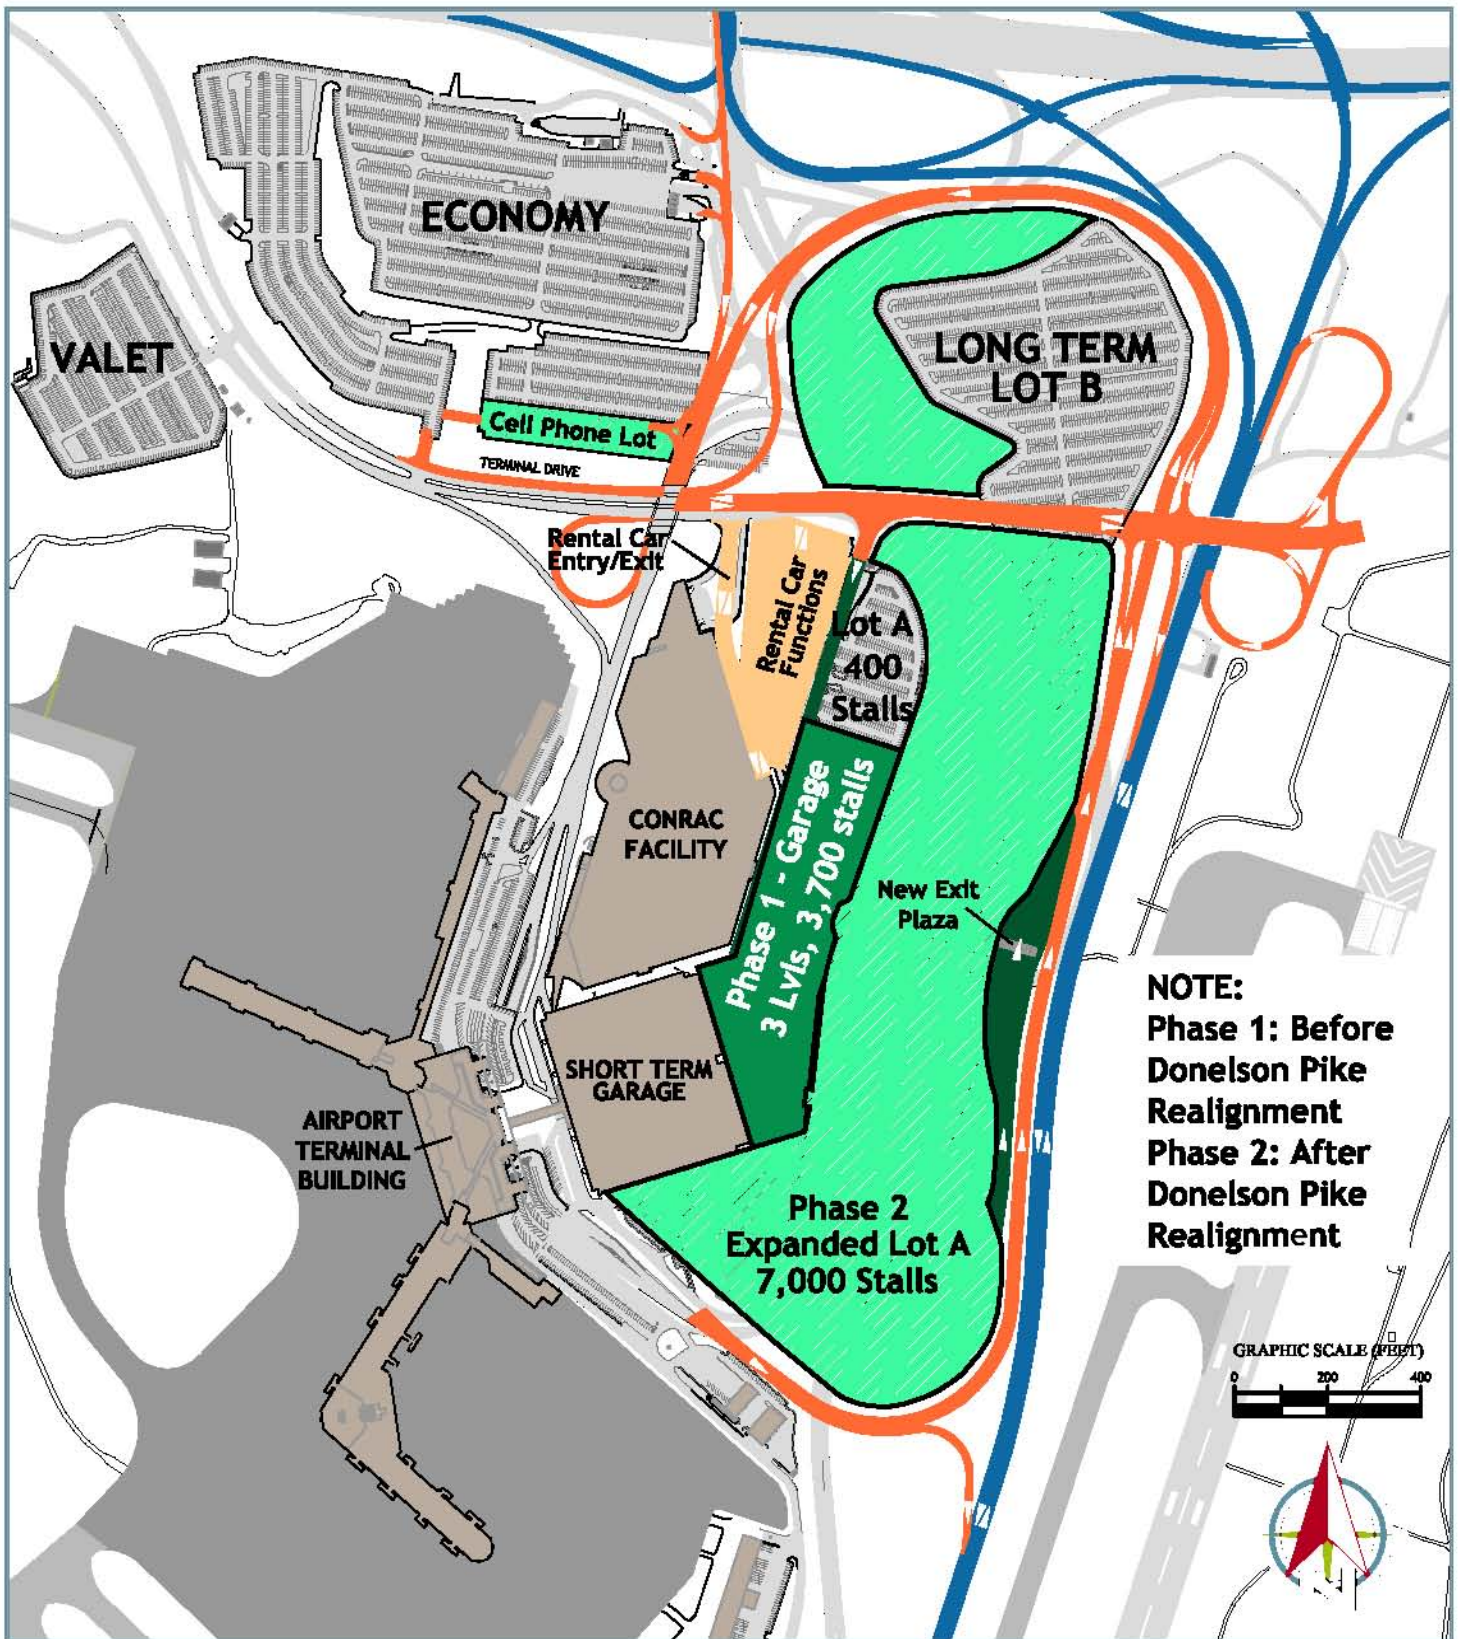 ECONOMY
VALET
LONG TERM
LOT B
Cell Phone Lot
TERMINAL DRIVE
Rental Car
Entry/Exit
Rental Car
Functions
Lot A
400
Stalls
CONRAC
FACILITY
Phase 1 - Garage
3 Lvls, 3,700 stalls
New Exit
Plaza
NOTE:
Phase 1: Before
Donelson Pike
Realignment
Phase 2: After
Donelson Pike
Realignment
SHORT TERM
GARAGE
AIRPORT
TERMINAL
BUILDING
Phase 2
Expanded Lot A
7,000 Stalls
GRAPHIC SCALE (FEET)
0 200 400
N